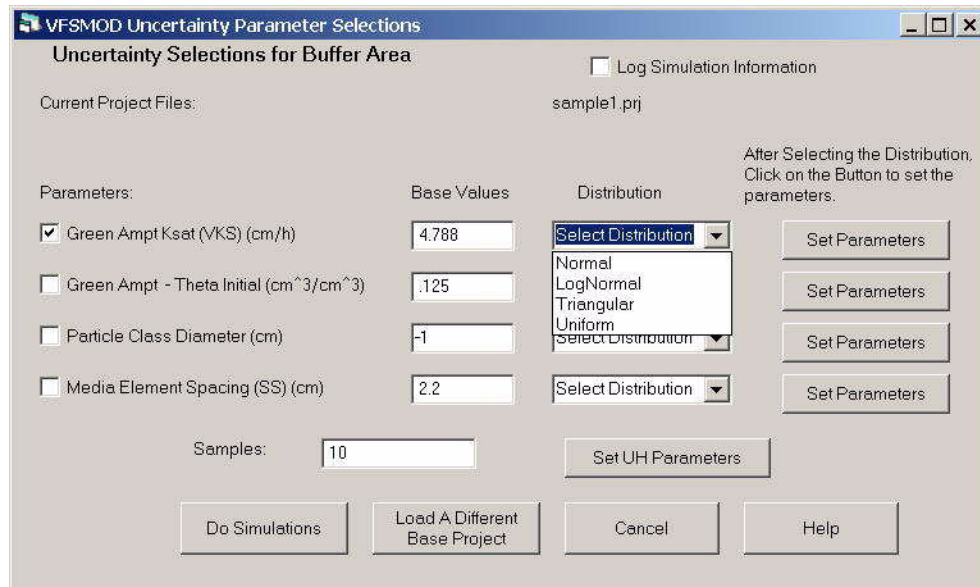 VFSMOD Uncertainty Parameter Selections
Uncertainty Selections for Buffer Area
Log Simulation Information
Current Project Files:
sample1.prj
After Selecting the Distribution,
Click on the Button to set the
parameters.
Parameters:
Base Values
Distribution
Green Ampt Ksat (VKS) (cm/h)
4.788
Select Distribution
Set Parameters
Normal
LogNormal
Triangular
Uniform
Green Ampt - Theta Initial (cm^3/cm^3)
.125
Set Parameters
Particle Class Diameter (cm)
-1
Select Distribution
Set Parameters
Media Element Spacing (SS) (cm)
2.2
Select Distribution
Set Parameters
Samples:
10
Set UH Parameters
Do Simulations
Load A Different
Base Project
Cancel
Help